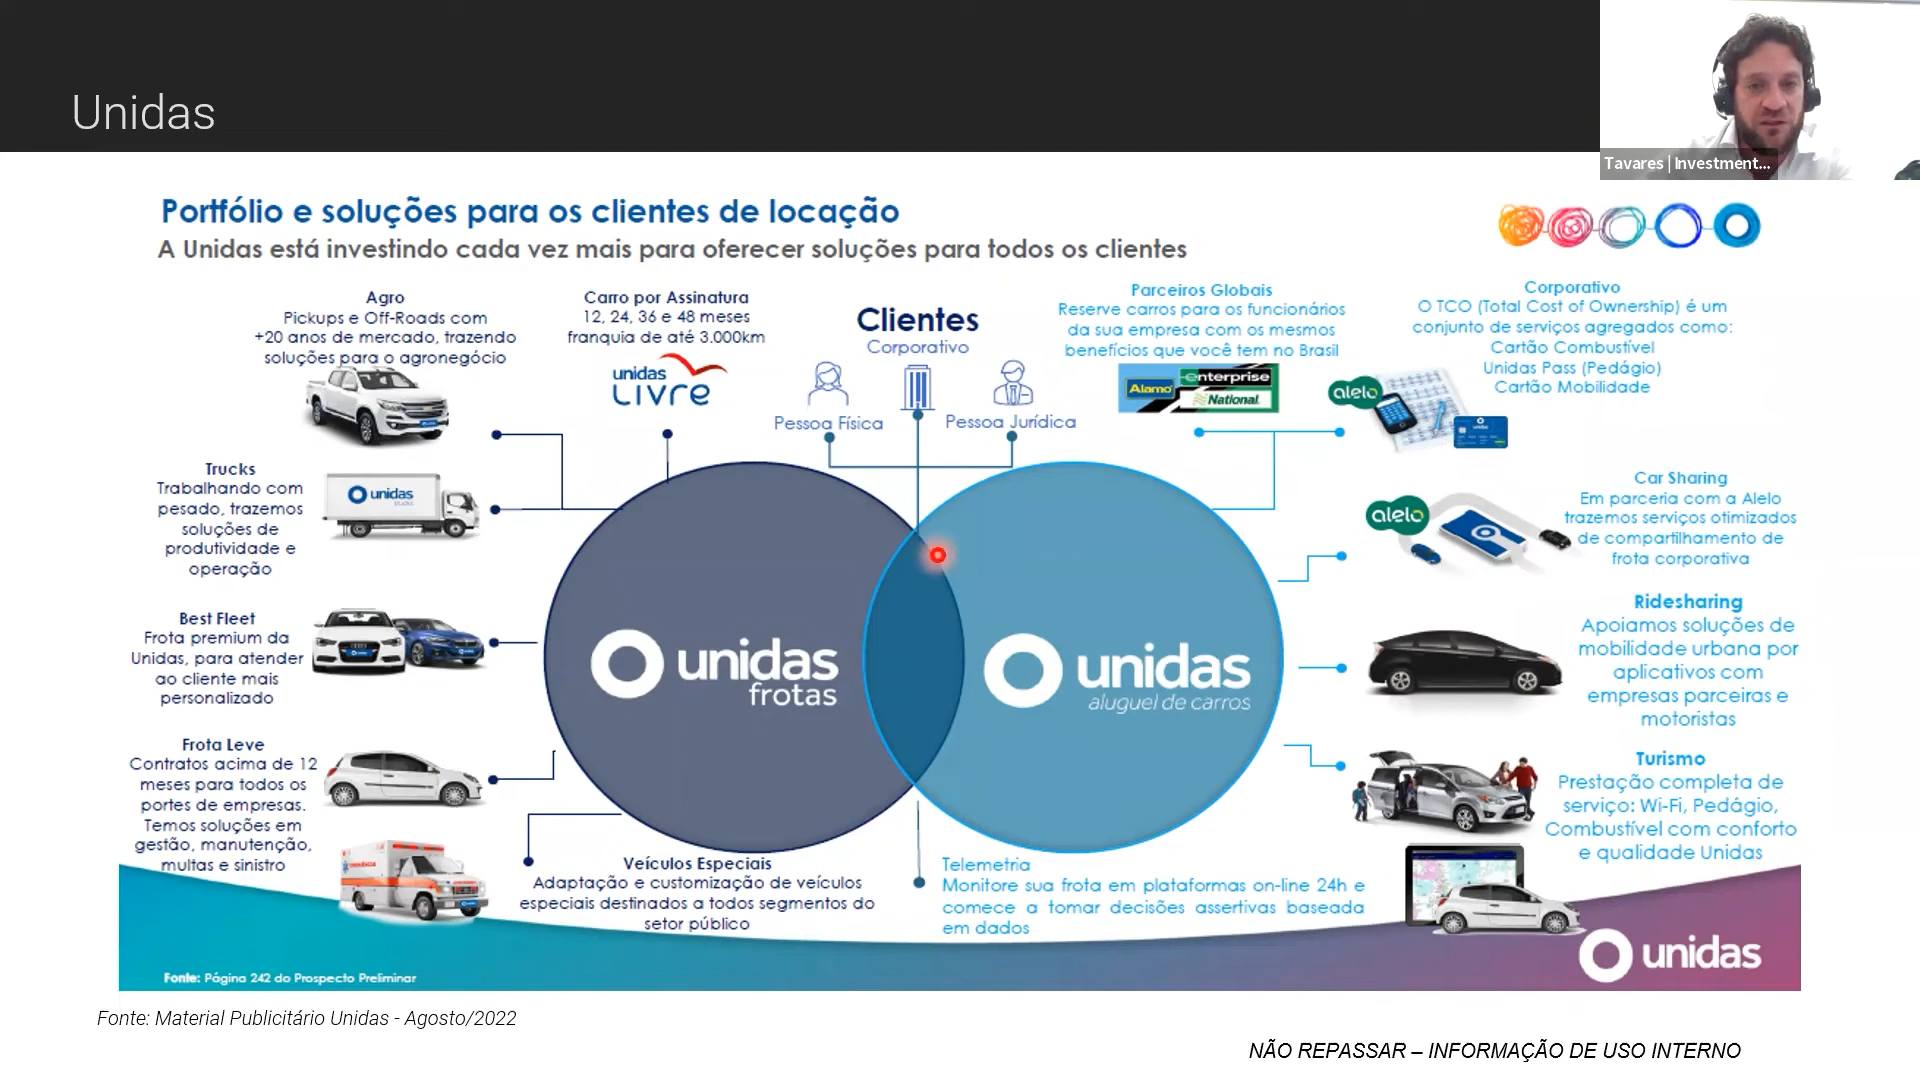 Unidas
Tavares | Investment...
Portfólio e soluções para os clientes de locação
A Unidas está investindo cada vez mais para oferecer soluções para todos os clientes
Agro
Pickups e Off-Roads com
+20 anos de mercado, trazendo
soluções para o agronegócio
Carro por Assinatura
12, 24, 36 e 48 meses
franquia de até 3.000km
unidas
Livre
Clientes
Corporativo
Pessoa Física
Pessoa Jurídica
Parceiros Globais
Reserve carros para os funcionários
da sua empresa com os mesmos
benefícios que você tem no Brasil
Alamo
enterprise
National
Corporativo
O TCO (Total Cost of Ownership) é um
conjunto de serviços agregados como:
Cartão Combustível
Unidas Pass (Pedágio)
Cartão Mobilidade
alelo
Trucks
Trabalhando com
pesado, trazemos
soluções de
produtividade e
operação
unidas
Car Sharing
Em parceria com a Alelo
trazemos serviços otimizados
de compartilhamento de
frota corporativa
alelo
Best Fleet
Frota premium da
Unidas, para atender
ao cliente mais
personalizado
unidas
frotas
unidas
aluguel de carros
Ridesharing
Apoiamos soluções de
mobilidade urbana por
aplicativos com
empresas parceiras e
motoristas
Frota Leve
Contratos acima de 12
meses para todos os
portes de empresas.
Temos soluções em
gestão, manutenção,
multas e sinistro
Turismo
Prestação completa de
serviço: Wi-Fi, Pedágio,
Combustível com conforto
e qualidade Unidas
Veículos Especiais
Adaptação e customização de veículos
especiais destinados a todos segmentos do
setor público
Telemetria
Monitore sua frota em plataformas on-line 24h e
comece a tomar decisões assertivas baseada
em dados
unidas
Fonte: Página 242 do Prospecto Preliminar
Fonte: Material Publicitário Unidas - Agosto/2022
NÃO REPASSAR – INFORMAÇÃO DE USO INTERNO